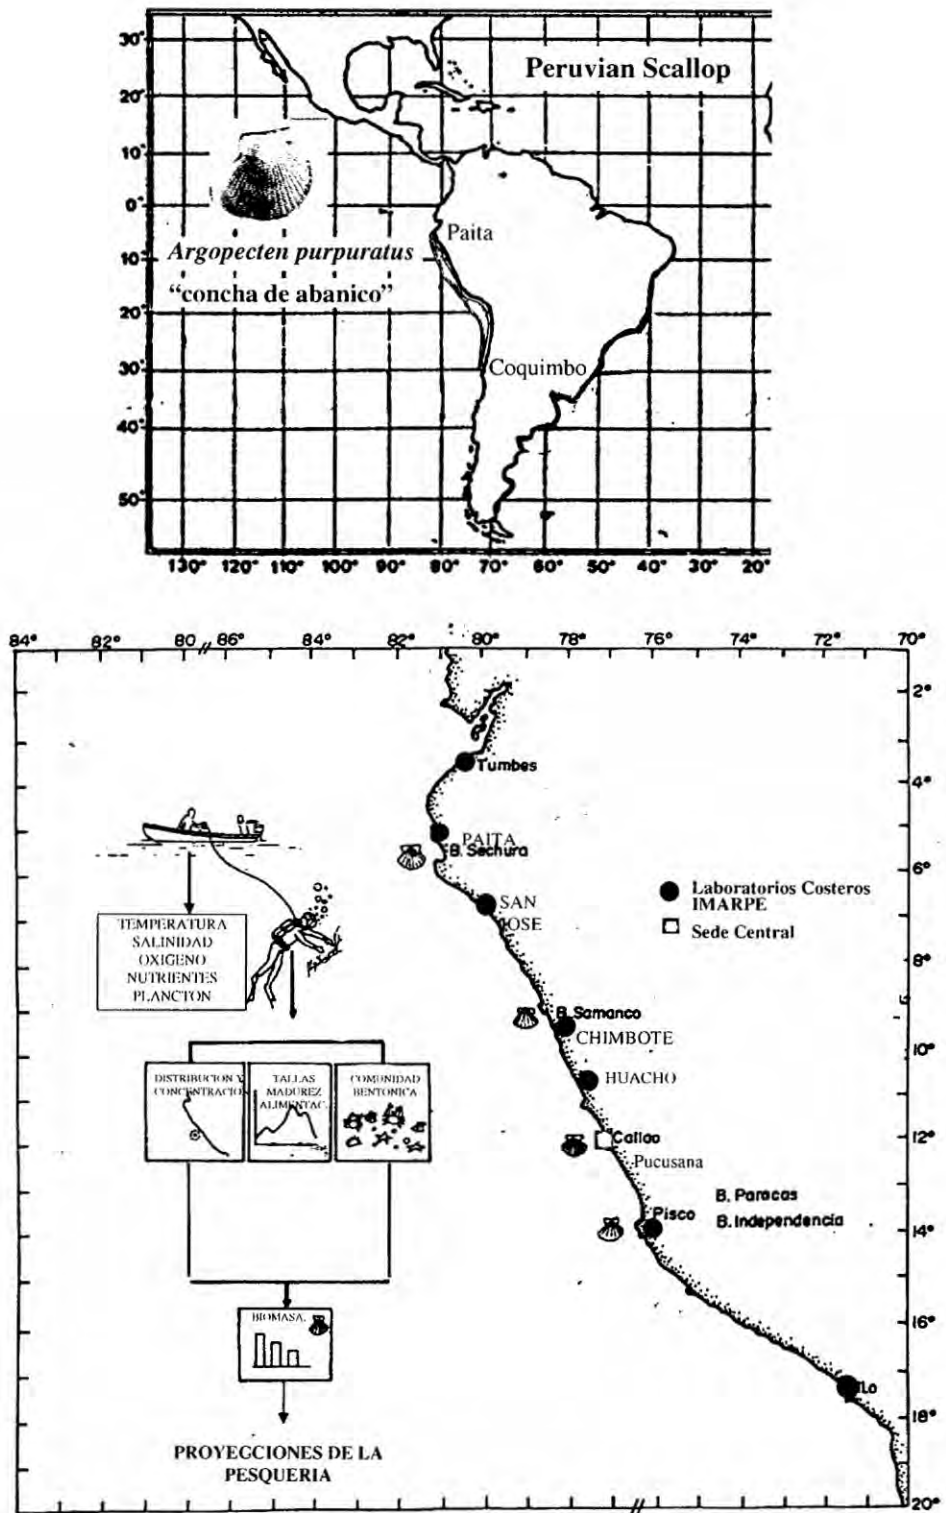 Peruvian Scallop
30°
20°
10°
0°
10°
20°
30°
40°
50°
Paita
Argopecten purpuratus
“concha de abanico”
Coquimbo
130° 120° 110° 100° 90° 80° 70° 60° 50° 40° 30° 20°
84° 82° 80° 86° 84° 82° 80° 78° 76° 74° 72° 70°
2°
4°
6°
8°
10°
12°
14°
16°
18°
20°
Tumbes
PAITA
B. Sechura
SAN
JOSE
Laboratorios Costeros
IMARPE
Sede Central
TEMPERATURA
SALINIDAD
OXIGENO
NUTRIENTES
PLANCTON
B. Samanco
CHIMBOTE
HUACHO
DISTRIBUCION Y
CONCENTRACIO
TALLAS
MADUREZ
ALIMENTAC.
COMUNIDAD
BENTONICA
Callao
Pucusana
B. Paracas
Pisco
B. Independencia
BIOMASA.
Ilo
PROYECCIONES DE LA
PESQUERIA